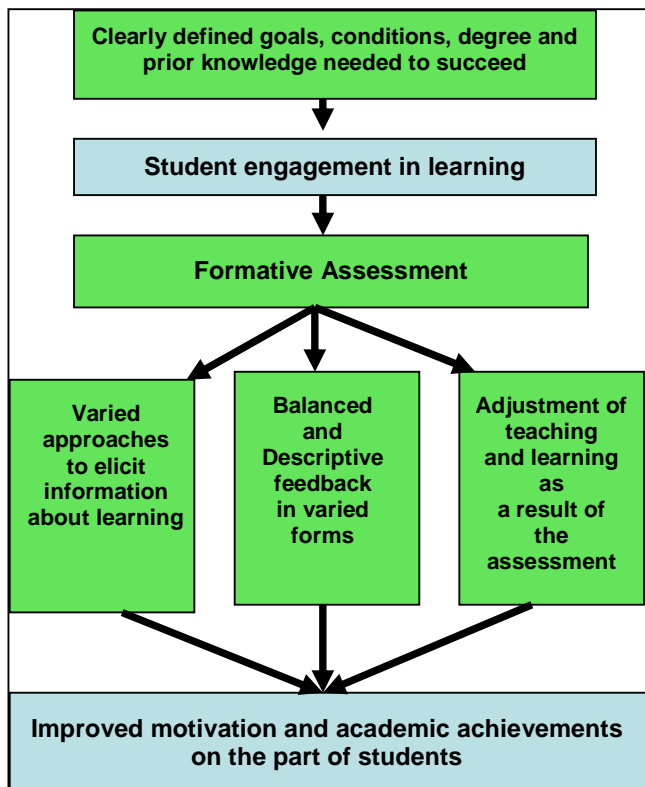 Clearly defined goals, conditions, degree and
prior knowledge needed to succeed
Student engagement in learning
Formative Assessment
Varied
approaches
to elicit
information
about learning
Balanced
and
Descriptive
feedback
in varied
forms
Adjustment of
teaching
and learning
as
a result of
the
assessment
Improved motivation and academic achievements
on the part of students